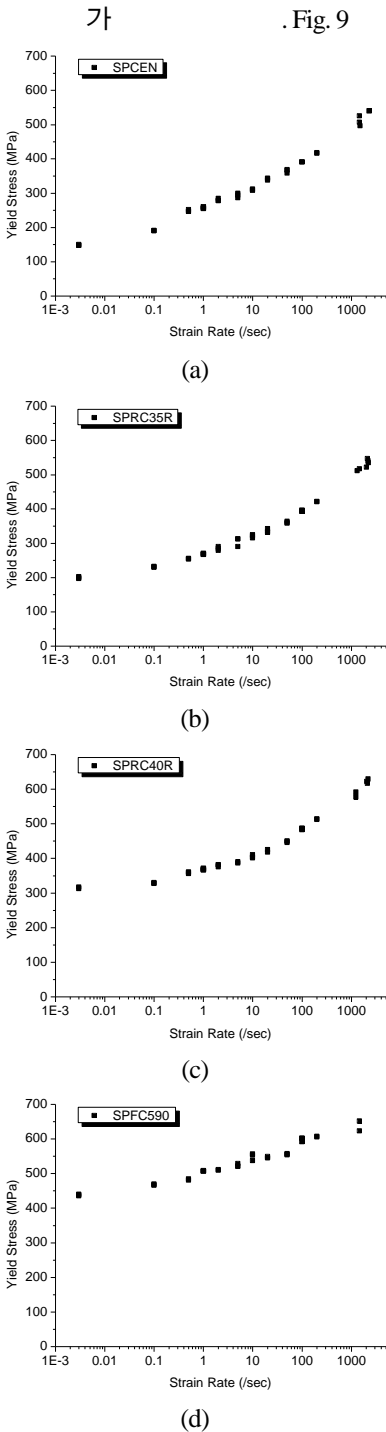 가 . Fig. 9
700
SPCEN
600
500
400
300
200
100
0
Yield Stress (MPa)
1E-3 0.01 0.1 1 10 100 1000
Strain Rate (/sec)
(a)
700
SPRC35R
600
500
400
300
200
100
0
Yield Stress (MPa)
1E-3 0.01 0.1 1 10 100 1000
Strain Rate (/sec)
(b)
700
SPRC40R
600
500
400
300
200
100
0
Yield Stress (MPa)
1E-3 0.01 0.1 1 10 100 1000
Strain Rate (/sec)
(c)
700
SPFC590
600
500
400
300
200
100
0
Yield Stress (MPa)
1E-3 0.01 0.1 1 10 100 1000
Strain Rate (/sec)
(d)